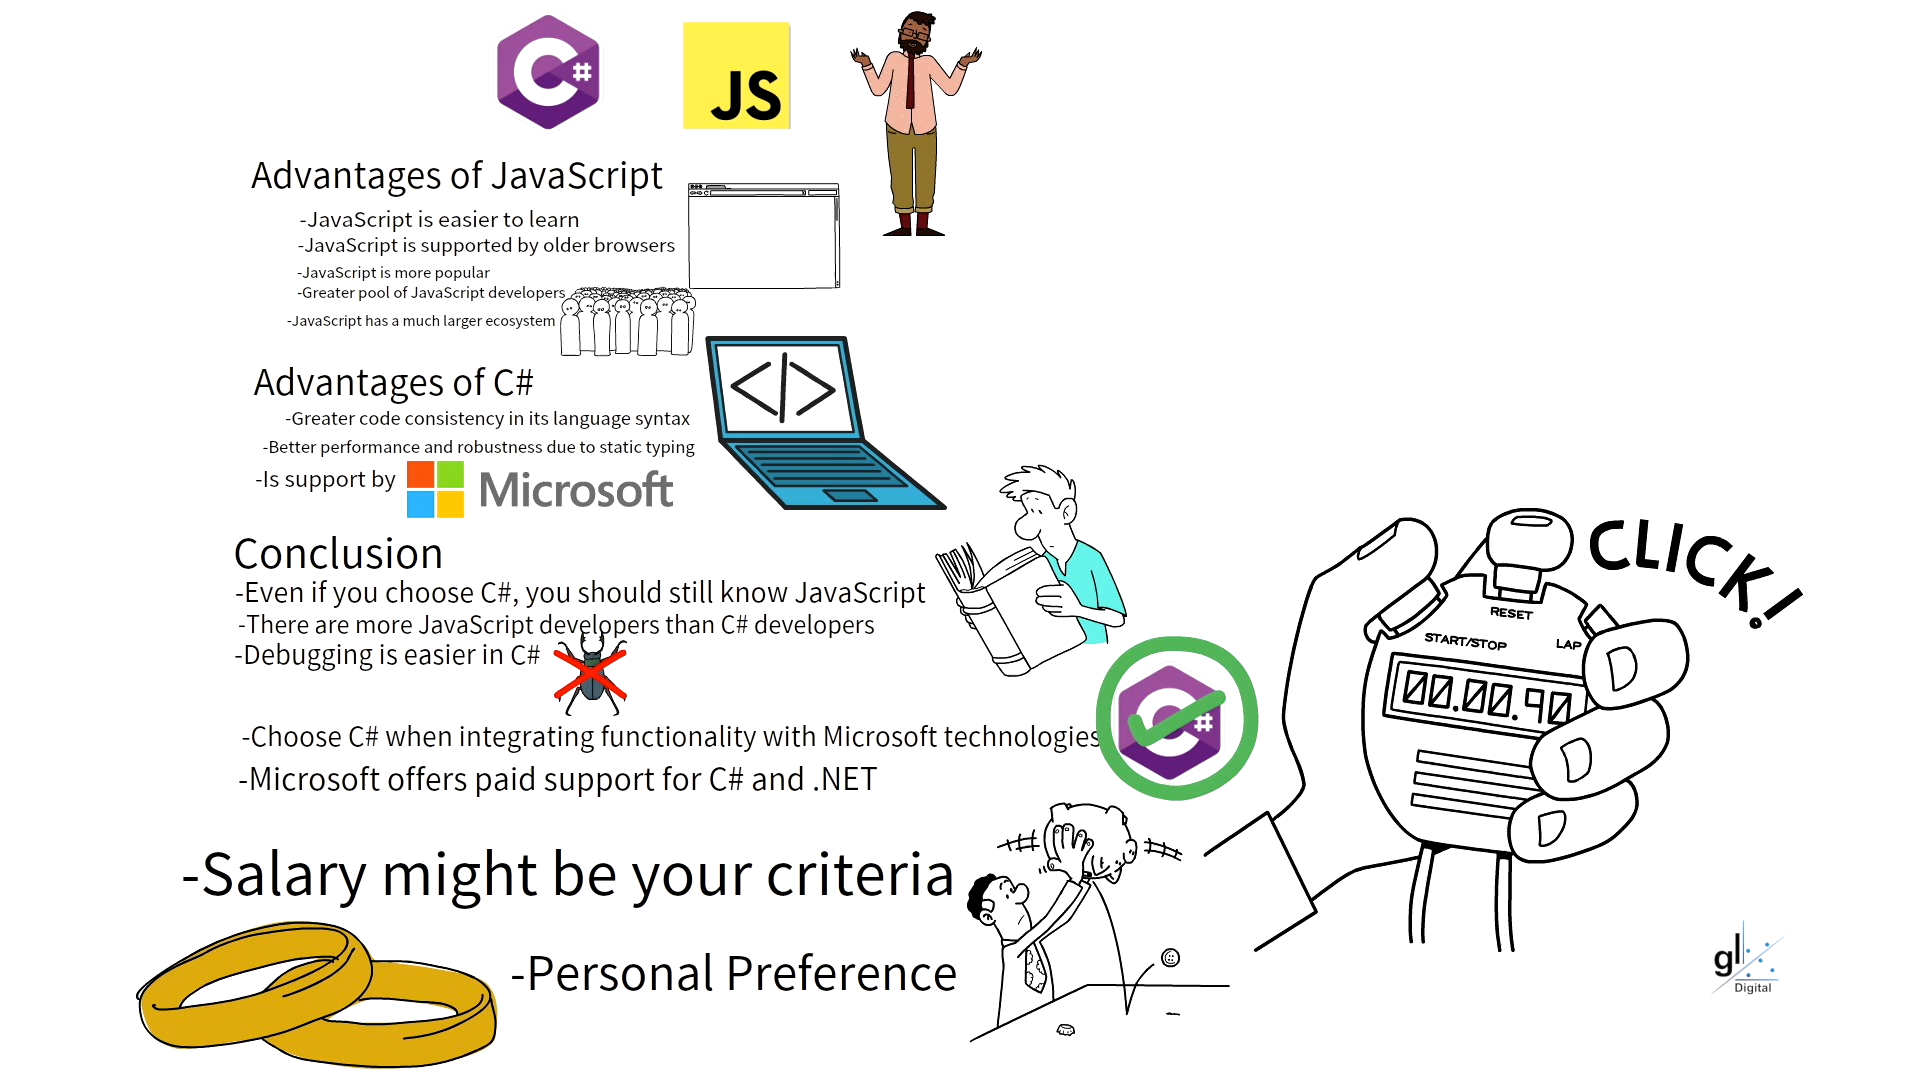 C#
JS
Advantages of JavaScript
-JavaScript is easier to learn
-JavaScript is supported by older browsers
-JavaScript is more popular
-Greater pool of JavaScript developers
-JavaScript has a much larger ecosystem
Advantages of C#
-Greater code consistency in its language syntax
-Better performance and robustness due to static typing
-Is support by Microsoft
</>
Conclusion
-Even if you choose C#, you should still know JavaScript
-There are more JavaScript developers than C# developers
-Debugging is easier in C#
-Choose C# when integrating functionality with Microsoft technologies
C#
-Microsoft offers paid support for C# and .NET
-Salary might be your criteria
-Personal Preference
CLICK!
RESET
START/STOP LAP
00.00.90
gl
Digital